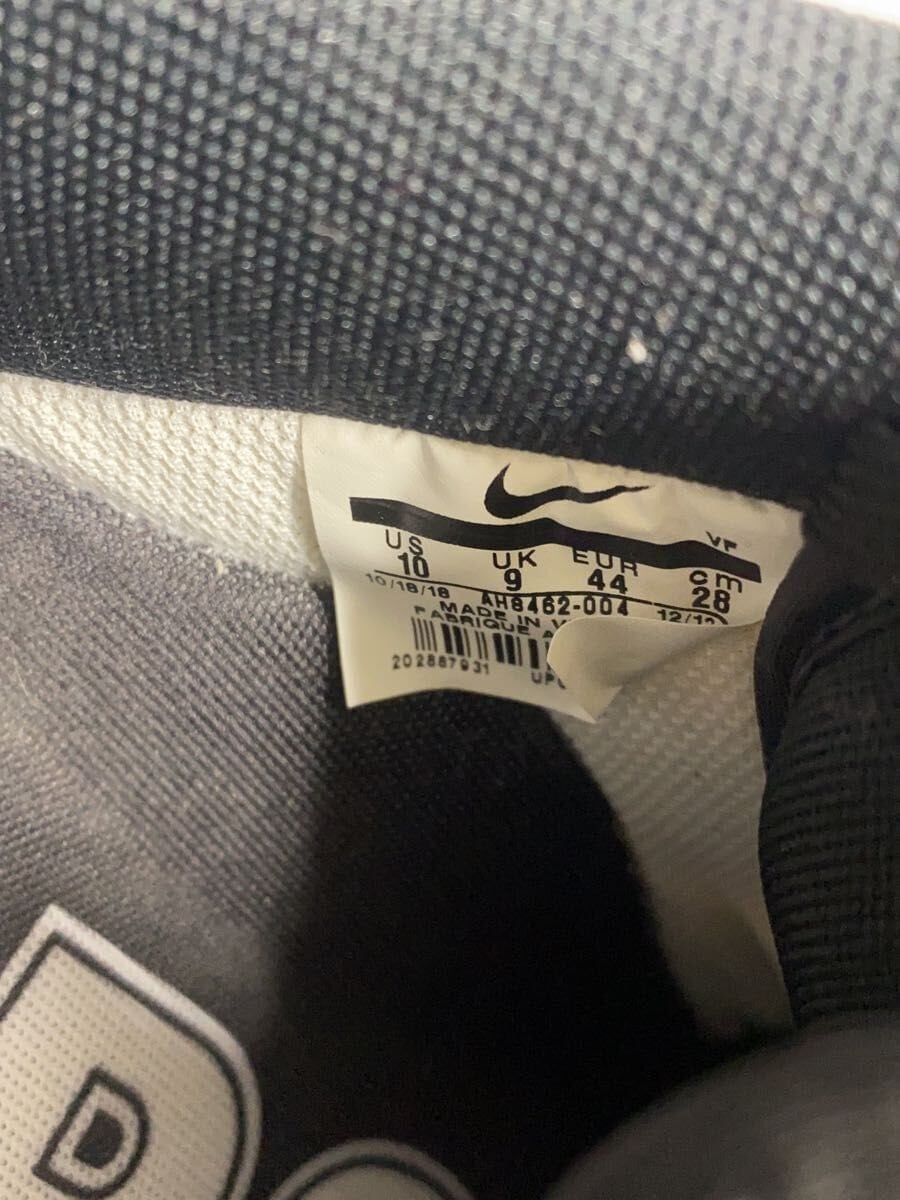 VF
US UK EUR cm
10 9 44 28
10/18/18 AH8462-004 12/12
MADE IN
FABRIQUE
202887931
D